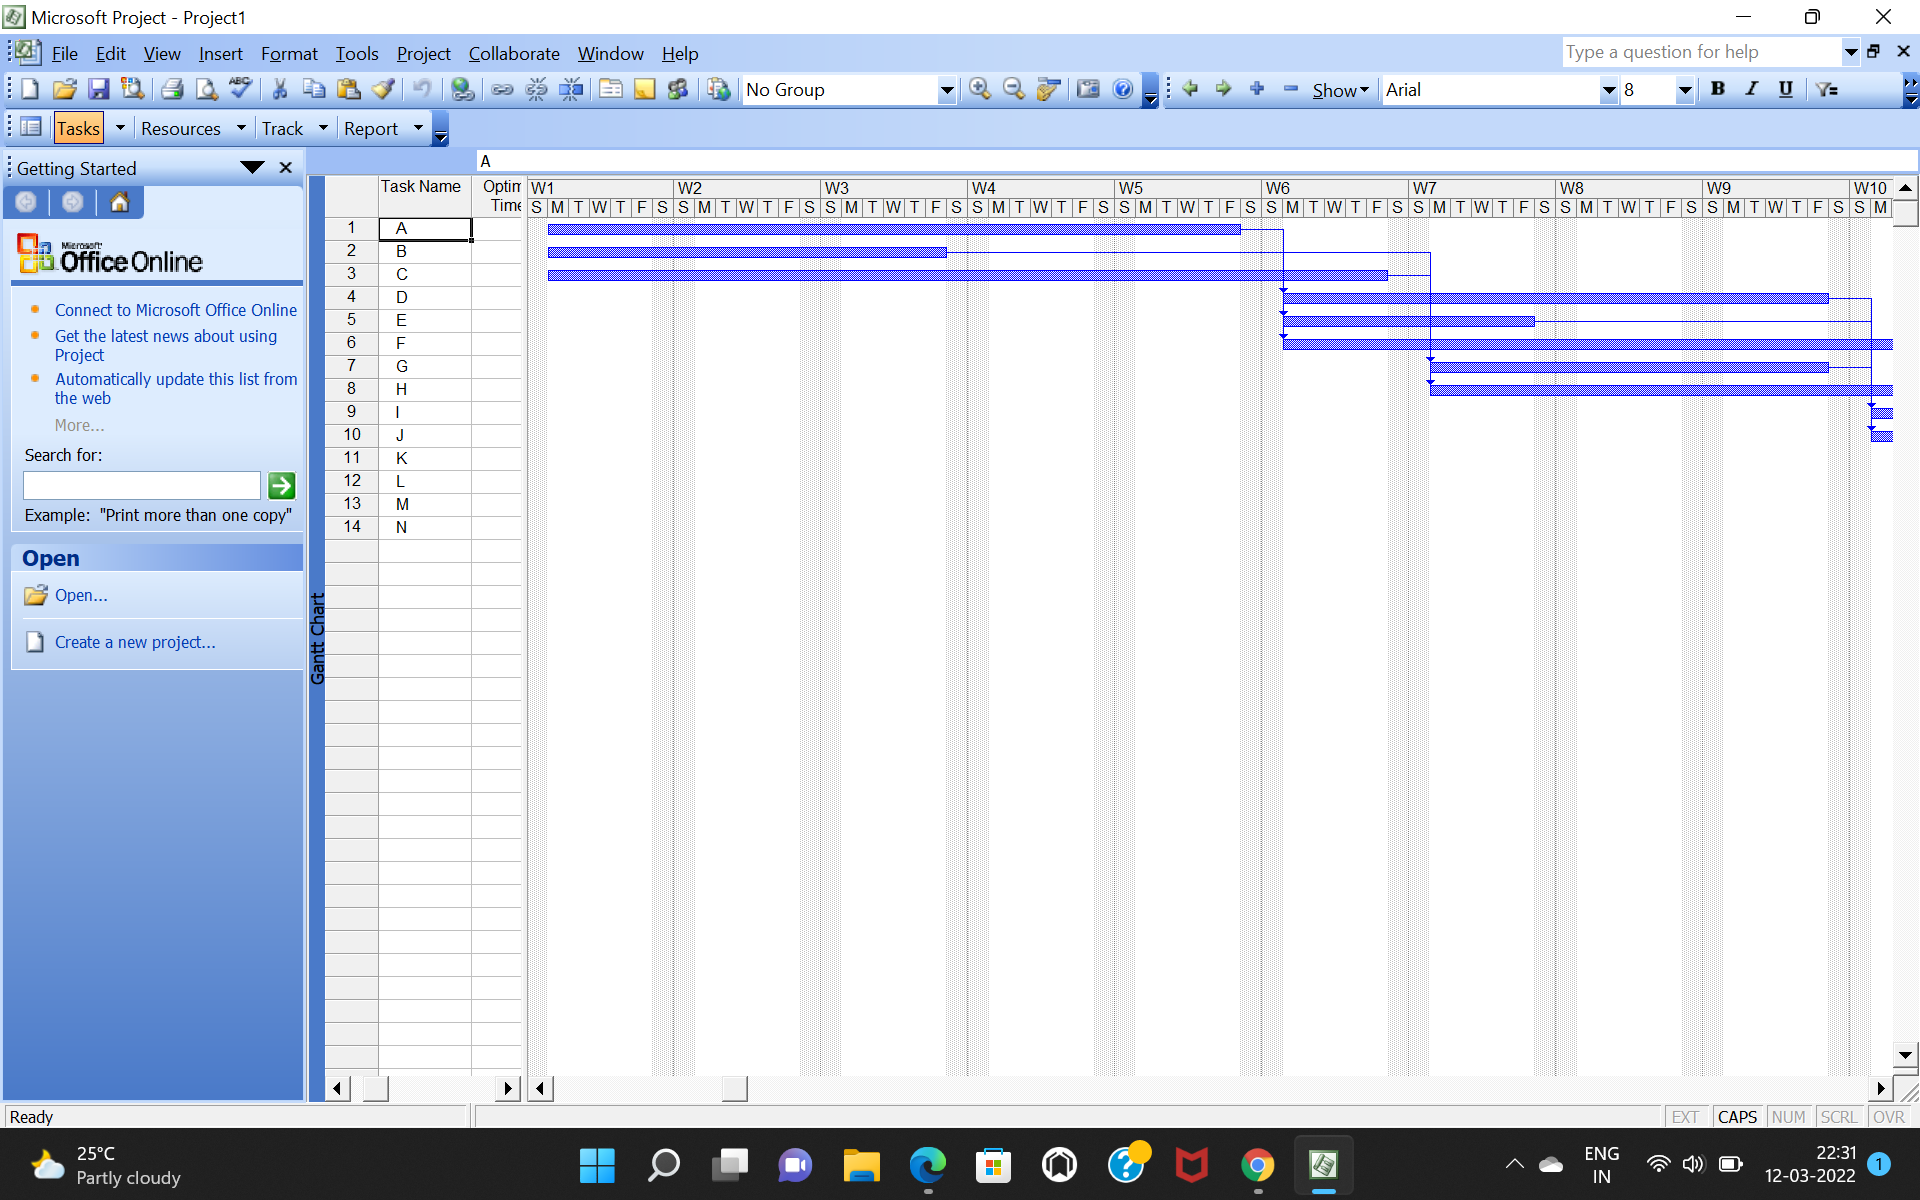 Microsoft Project - Project1
File Edit View Insert Format Tools Project Collaborate Window Help
Type a question for help
No Group
Show
Arial
8
B I U
Tasks Resources Track Report
Getting Started
A
Microsoft
Office Online
Connect to Microsoft Office Online
Get the latest news about using
Project
Automatically update this list from
the web
More...
Search for:
Example: "Print more than one copy"
Open
Open...
Create a new project...
Gantt Chart
Task Name Optim
Time
W1 W2 W3 W4 W5 W6 W7 W8 W9 W10
S M T W T F S S M T W T F S S M T W T F S S M T W T F S S M T W T F S S M T W T F S S M T W T F S S M T W T F S S M T W T F S S M
1 A
2 B
3 C
4 D
5 E
6 F
7 G
8 H
9 I
10 J
11 K
12 L
13 M
14 N
Ready
EXT CAPS NUM SCRL OVR
25°C
Partly cloudy
ENG
IN
22:31
12-03-2022
1